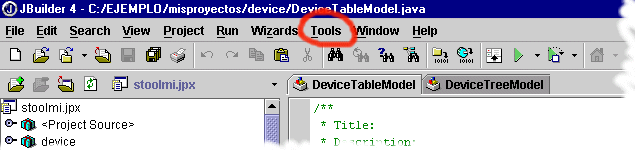 JBuilder 4 - C:/EJEMPLO/misproyectos/device/DeviceTableModel.java
File Edit Search View Project Run Wizards Tools Window Help
stoolmi.jpx DeviceTableModel DeviceTreeModel
stoolmi.jpx
<Project Source>
device
/**
* Title:
* Description: